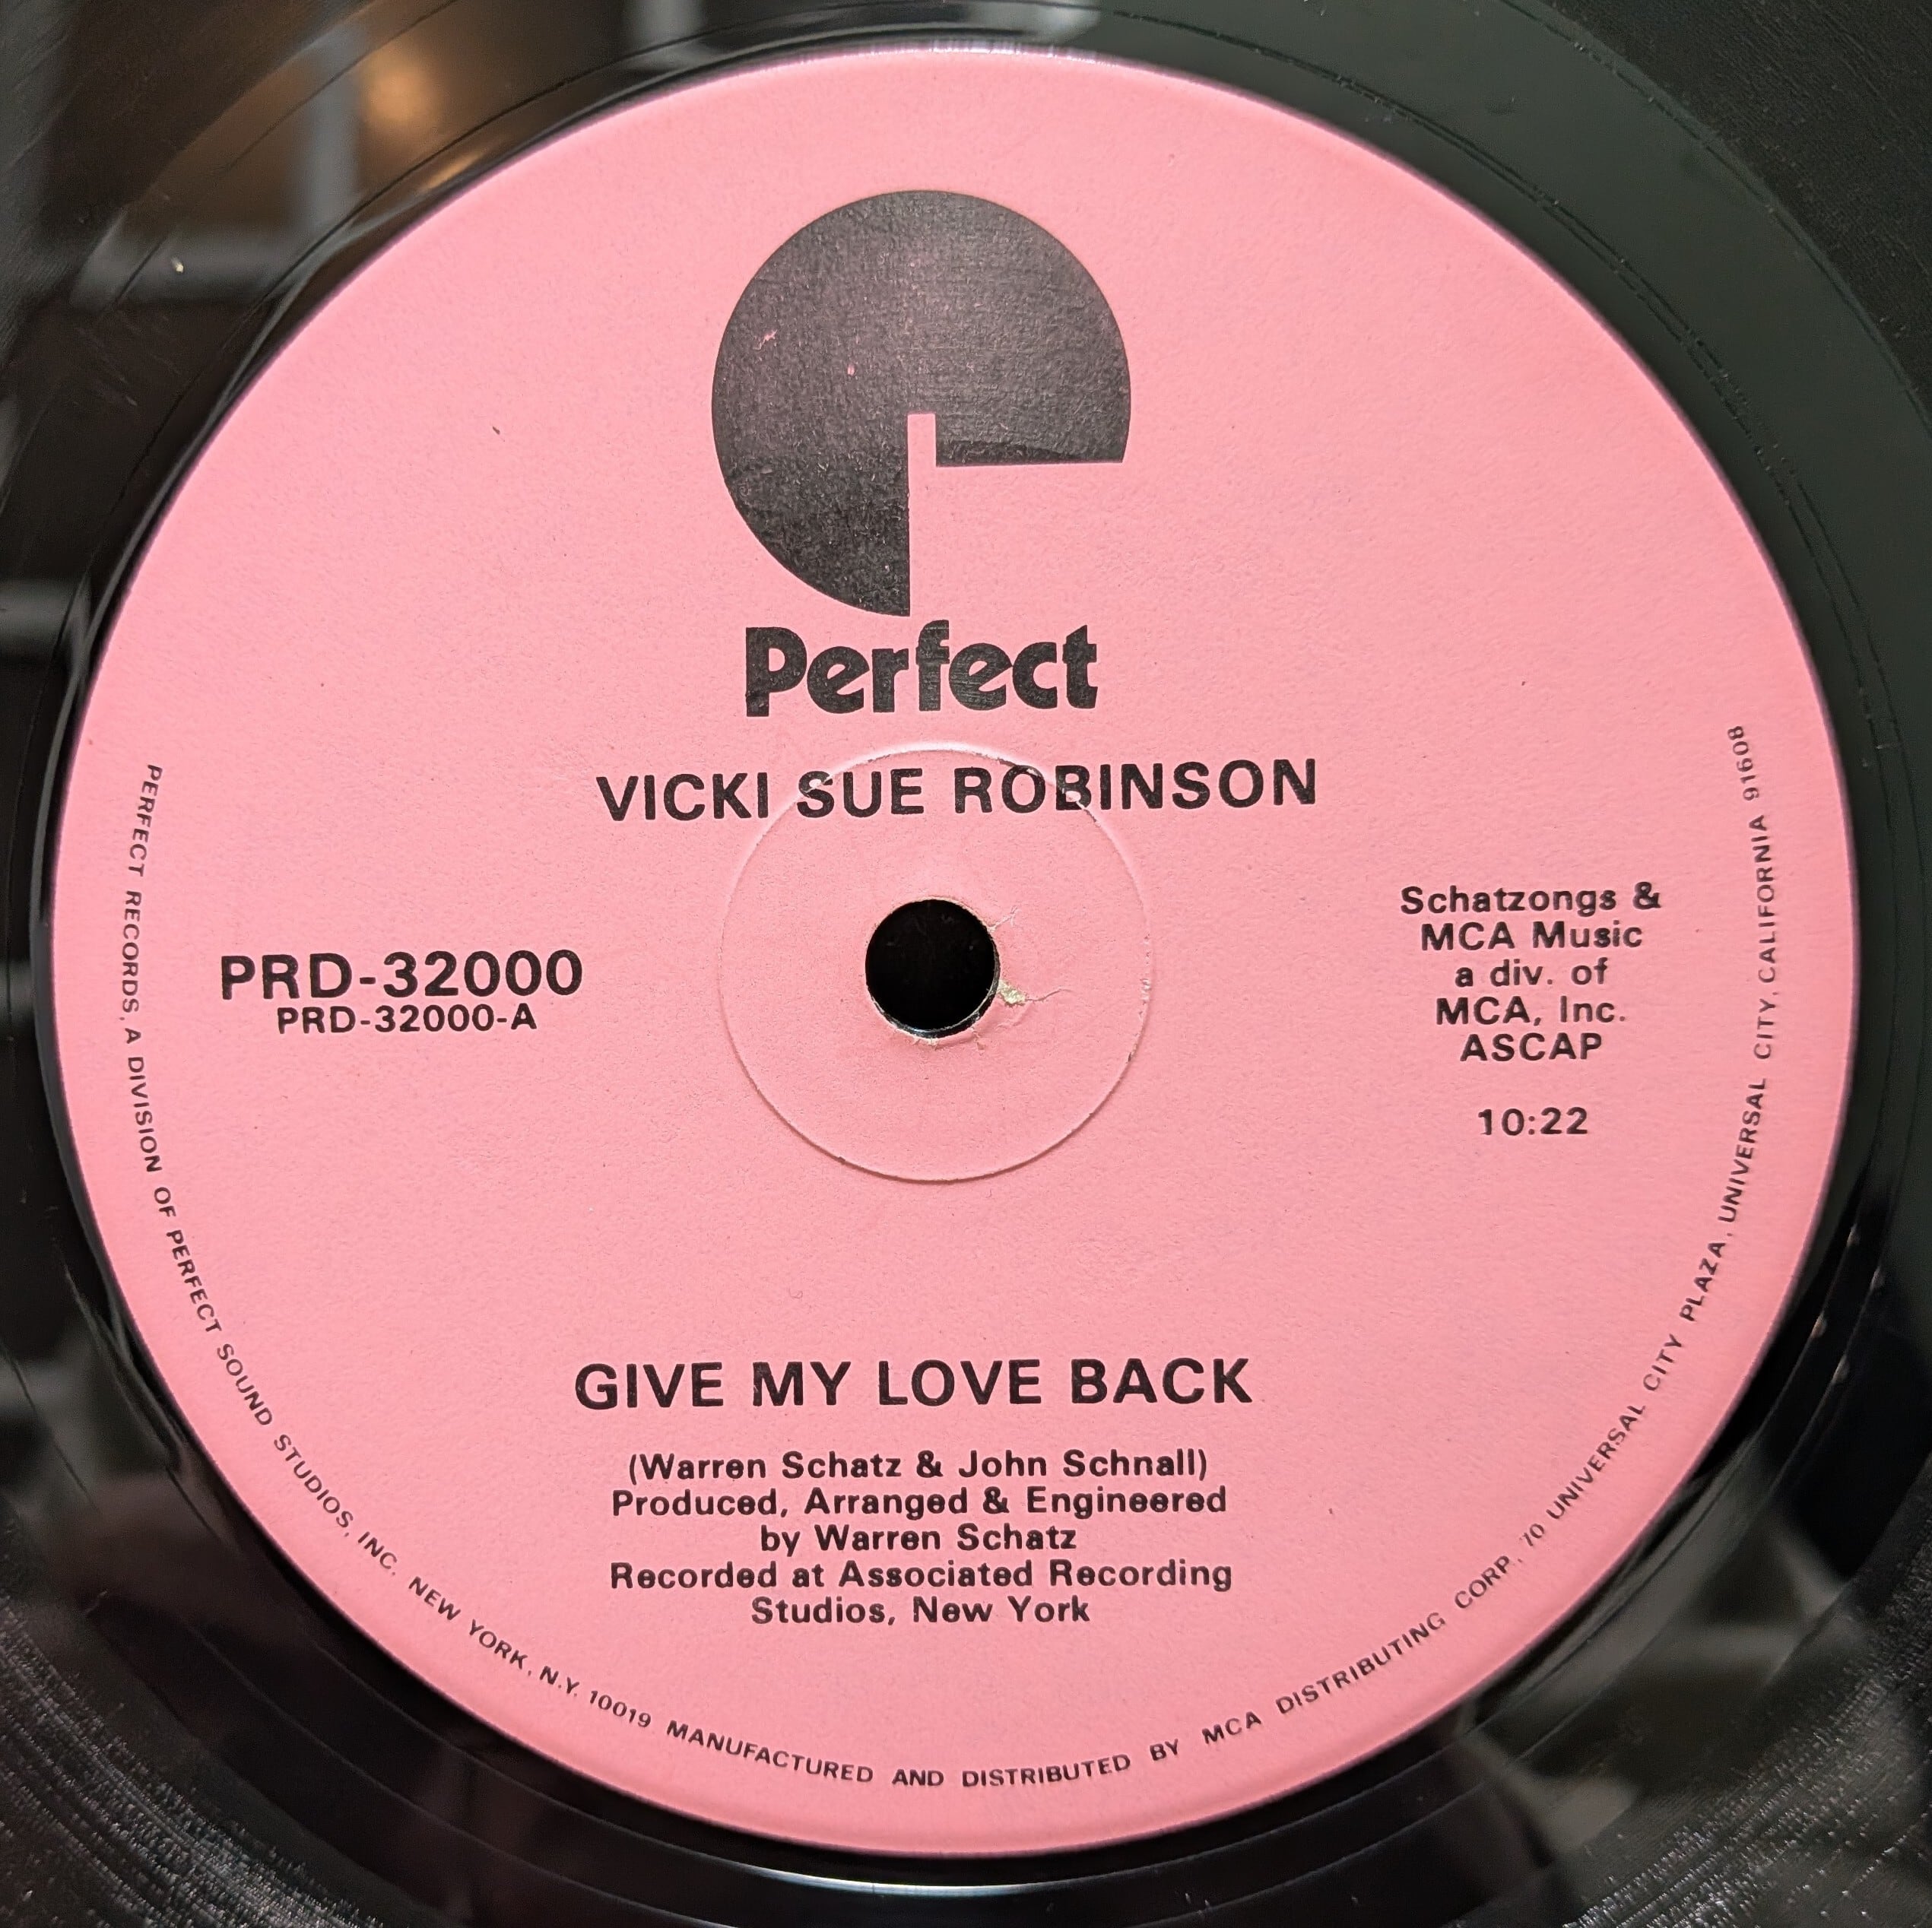 Perfect
VICKI SUE ROBINSON
PRD-32000
PRD-32000-A
Schatzongs &
MCA Music
a div. of
MCA, Inc.
ASCAP
10:22
GIVE MY LOVE BACK
(Warren Schatz & John Schnall)
Produced, Arranged & Engineered
by Warren Schatz
Recorded at Associated Recording
Studios, New York
PERFECT RECORDS, A DIVISION OF PERFECT SOUND STUDIOS, INC. NEW YORK, N.Y. 10019 MANUFACTURED AND DISTRIBUTED BY MCA DISTRIBUTING CORP., 70 UNIVERSAL CITY PLAZA, UNIVERSAL CITY, CALIFORNIA 91608